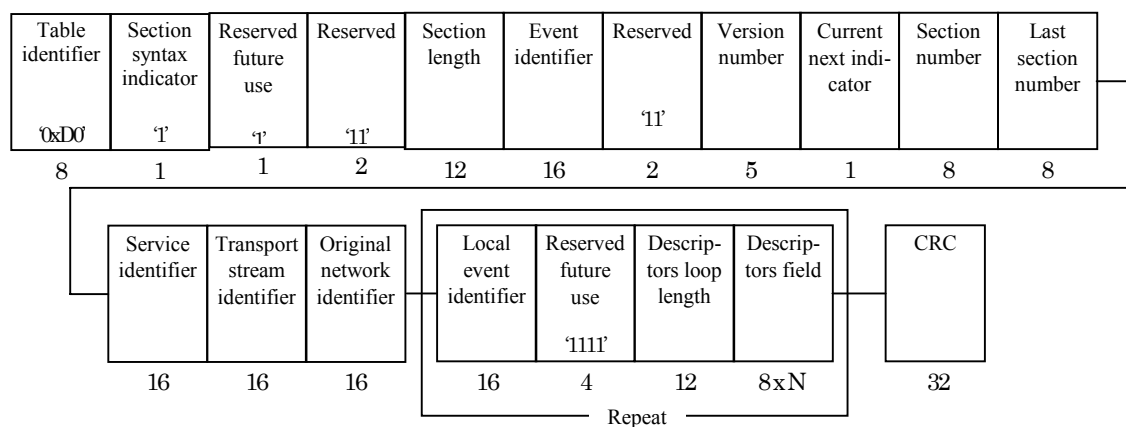 Table identifier '0xD0'
Section syntax indicator '1'
Reserved future use '1'
Reserved '11'
Section length
Event identifier
Reserved '11'
Version number
Current next indi-cator
Section number
Last section number
8 1 1 2 12 16 2 5 1 8 8
Service identifier
Transport stream identifier
Original network identifier
Local event identifier
Reserved future use '1111'
Descrip-tors loop length
Descrip-tors field
CRC
16 16 16 16 4 12 8xN 32
Repeat